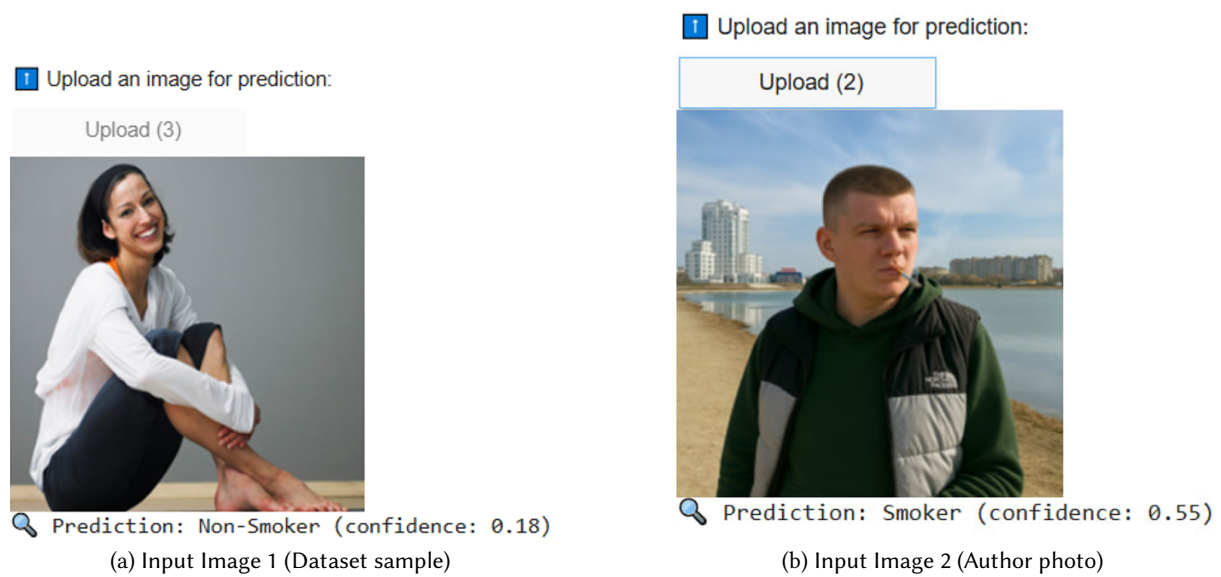 ⬆ Upload an image for prediction:
Upload (3)
🔍 Prediction: Non-Smoker (confidence: 0.18)
(a) Input Image 1 (Dataset sample)
⬆ Upload an image for prediction:
Upload (2)
THE
NORTH
FACE
🔍 Prediction: Smoker (confidence: 0.55)
(b) Input Image 2 (Author photo)